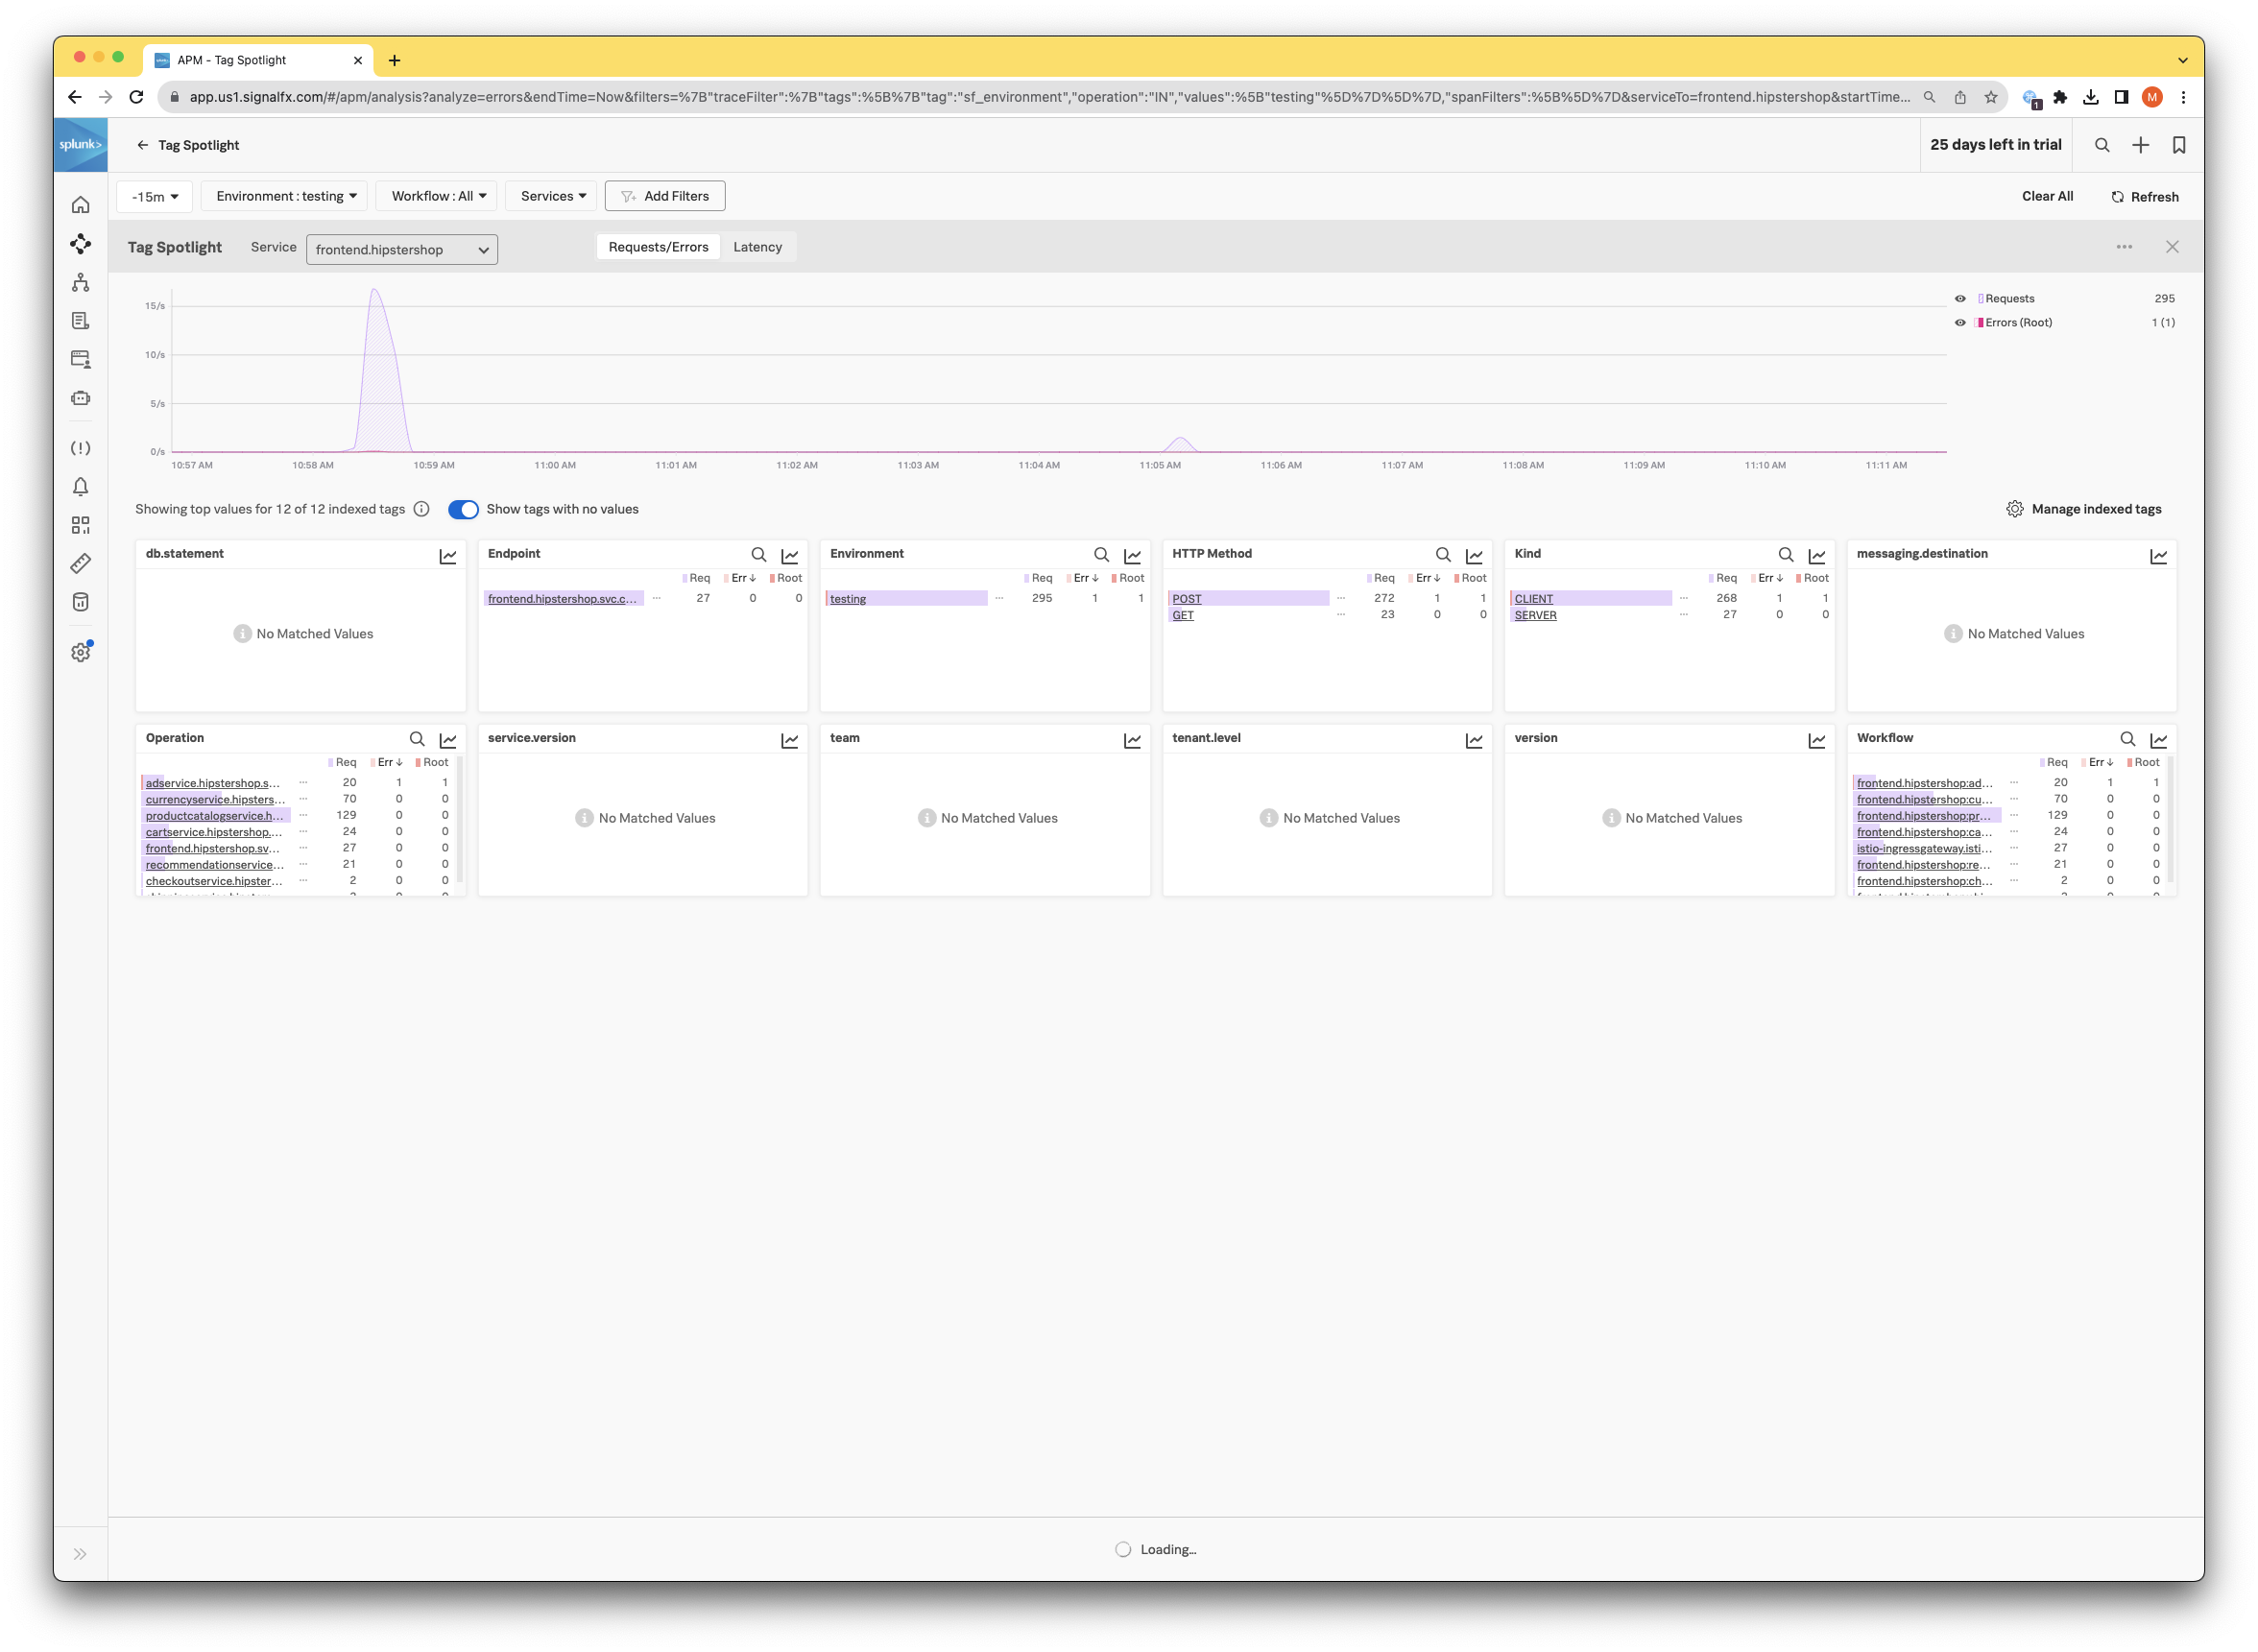 APM - Tag Spotlight
app.us1.signalfx.com/#/apm/analysis?analyze=errors&endTime=Now&filters=%7B"traceFilter":%7B"tags":%5B%7B"tag":"sf_environment","operation":"IN","values":%5B"testing"%5D%7D%5D%7D,"spanFilters":%5B%5D%7D&serviceTo=frontend.hipstershop&startTime...
1
M
splunk>
Tag Spotlight
25 days left in trial
-15m
Environment : testing
Workflow : All
Services
Add Filters
Clear All
Refresh
Tag Spotlight
Service
frontend.hipstershop
Requests/Errors
Latency
15/s
10/s
5/s
0/s
10:57 AM 10:58 AM 10:59 AM 11:00 AM 11:01 AM 11:02 AM 11:03 AM 11:04 AM 11:05 AM 11:06 AM 11:07 AM 11:08 AM 11:09 AM 11:10 AM 11:11 AM
Requests 295
Errors (Root) 1 (1)
Showing top values for 12 of 12 indexed tags
Show tags with no values
Manage indexed tags
db.statement
No Matched Values
Endpoint
Req Err↓ Root
frontend.hipstershop.svc.c... ... 27 0 0
Environment
Req Err↓ Root
testing ... 295 1 1
HTTP Method
Req Err↓ Root
POST ... 272 1 1
GET ... 23 0 0
Kind
Req Err↓ Root
CLIENT ... 268 1 1
SERVER ... 27 0 0
messaging.destination
No Matched Values
Operation
Req Err↓ Root
adservice.hipstershop.s... ... 20 1 1
currencyservice.hipsters... ... 70 0 0
productcatalogservice.h... ... 129 0 0
cartservice.hipstershop.... ... 24 0 0
frontend.hipstershop.sv... ... 27 0 0
recommendationservice... ... 21 0 0
checkoutservice.hipster... ... 2 0 0
service.version
No Matched Values
team
No Matched Values
tenant.level
No Matched Values
version
No Matched Values
Workflow
Req Err↓ Root
frontend.hipstershop:ad... ... 20 1 1
frontend.hipstershop:cu... ... 70 0 0
frontend.hipstershop:pr... ... 129 0 0
frontend.hipstershop:ca... ... 24 0 0
istio-ingressgateway.isti... ... 27 0 0
frontend.hipstershop:re... ... 21 0 0
frontend.hipstershop:ch... ... 2 0 0
Loading...